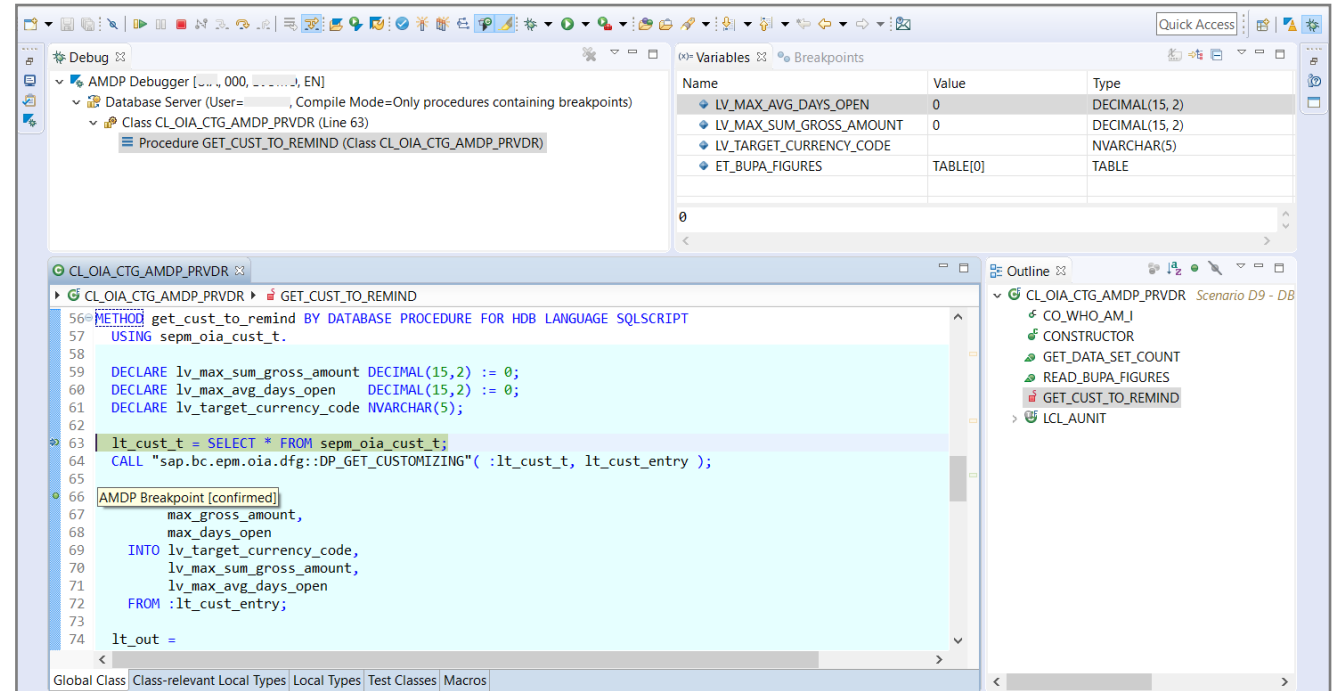 Quick Access
Debug
AMDP Debugger [
, 000,
, EN]
Database Server (User=
, Compile Mode=Only procedures containing breakpoints)
Class CL_OIA_CTG_AMDP_PRVDR (Line 63)
Procedure GET_CUST_TO_REMIND (Class CL_OIA_CTG_AMDP_PRVDR)
(x)= Variables
Breakpoints
Name Value Type
LV_MAX_AVG_DAYS_OPEN 0 DECIMAL(15, 2)
LV_MAX_SUM_GROSS_AMOUNT 0 DECIMAL(15, 2)
LV_TARGET_CURRENCY_CODE NVARCHAR(5)
ET_BUPA_FIGURES TABLE[0] TABLE
0
CL_OIA_CTG_AMDP_PRVDR
CL_OIA_CTG_AMDP_PRVDR GET_CUST_TO_REMIND
56 METHOD get_cust_to_remind BY DATABASE PROCEDURE FOR HDB LANGUAGE SQLSCRIPT
57 USING sepm_oia_cust_t.
58
59 DECLARE lv_max_sum_gross_amount DECIMAL(15,2) := 0;
60 DECLARE lv_max_avg_days_open DECIMAL(15,2) := 0;
61 DECLARE lv_target_currency_code NVARCHAR(5);
62
63 lt_cust_t = SELECT * FROM sepm_oia_cust_t;
64 CALL "sap.bc.epm.oia.dfg::DP_GET_CUSTOMIZING"( :lt_cust_t, lt_cust_entry );
65
66 AMDP Breakpoint [confirmed]
67 max_gross_amount,
68 max_days_open
69 INTO lv_target_currency_code,
70 lv_max_sum_gross_amount,
71 lv_max_avg_days_open
72 FROM :lt_cust_entry;
73
74 lt_out =
Global Class Class-relevant Local Types Local Types Test Classes Macros
Outline
CL_OIA_CTG_AMDP_PRVDR Scenario D9 - DB
CO_WHO_AM_I
CONSTRUCTOR
GET_DATA_SET_COUNT
READ_BUPA_FIGURES
GET_CUST_TO_REMIND
LCL_AUNIT